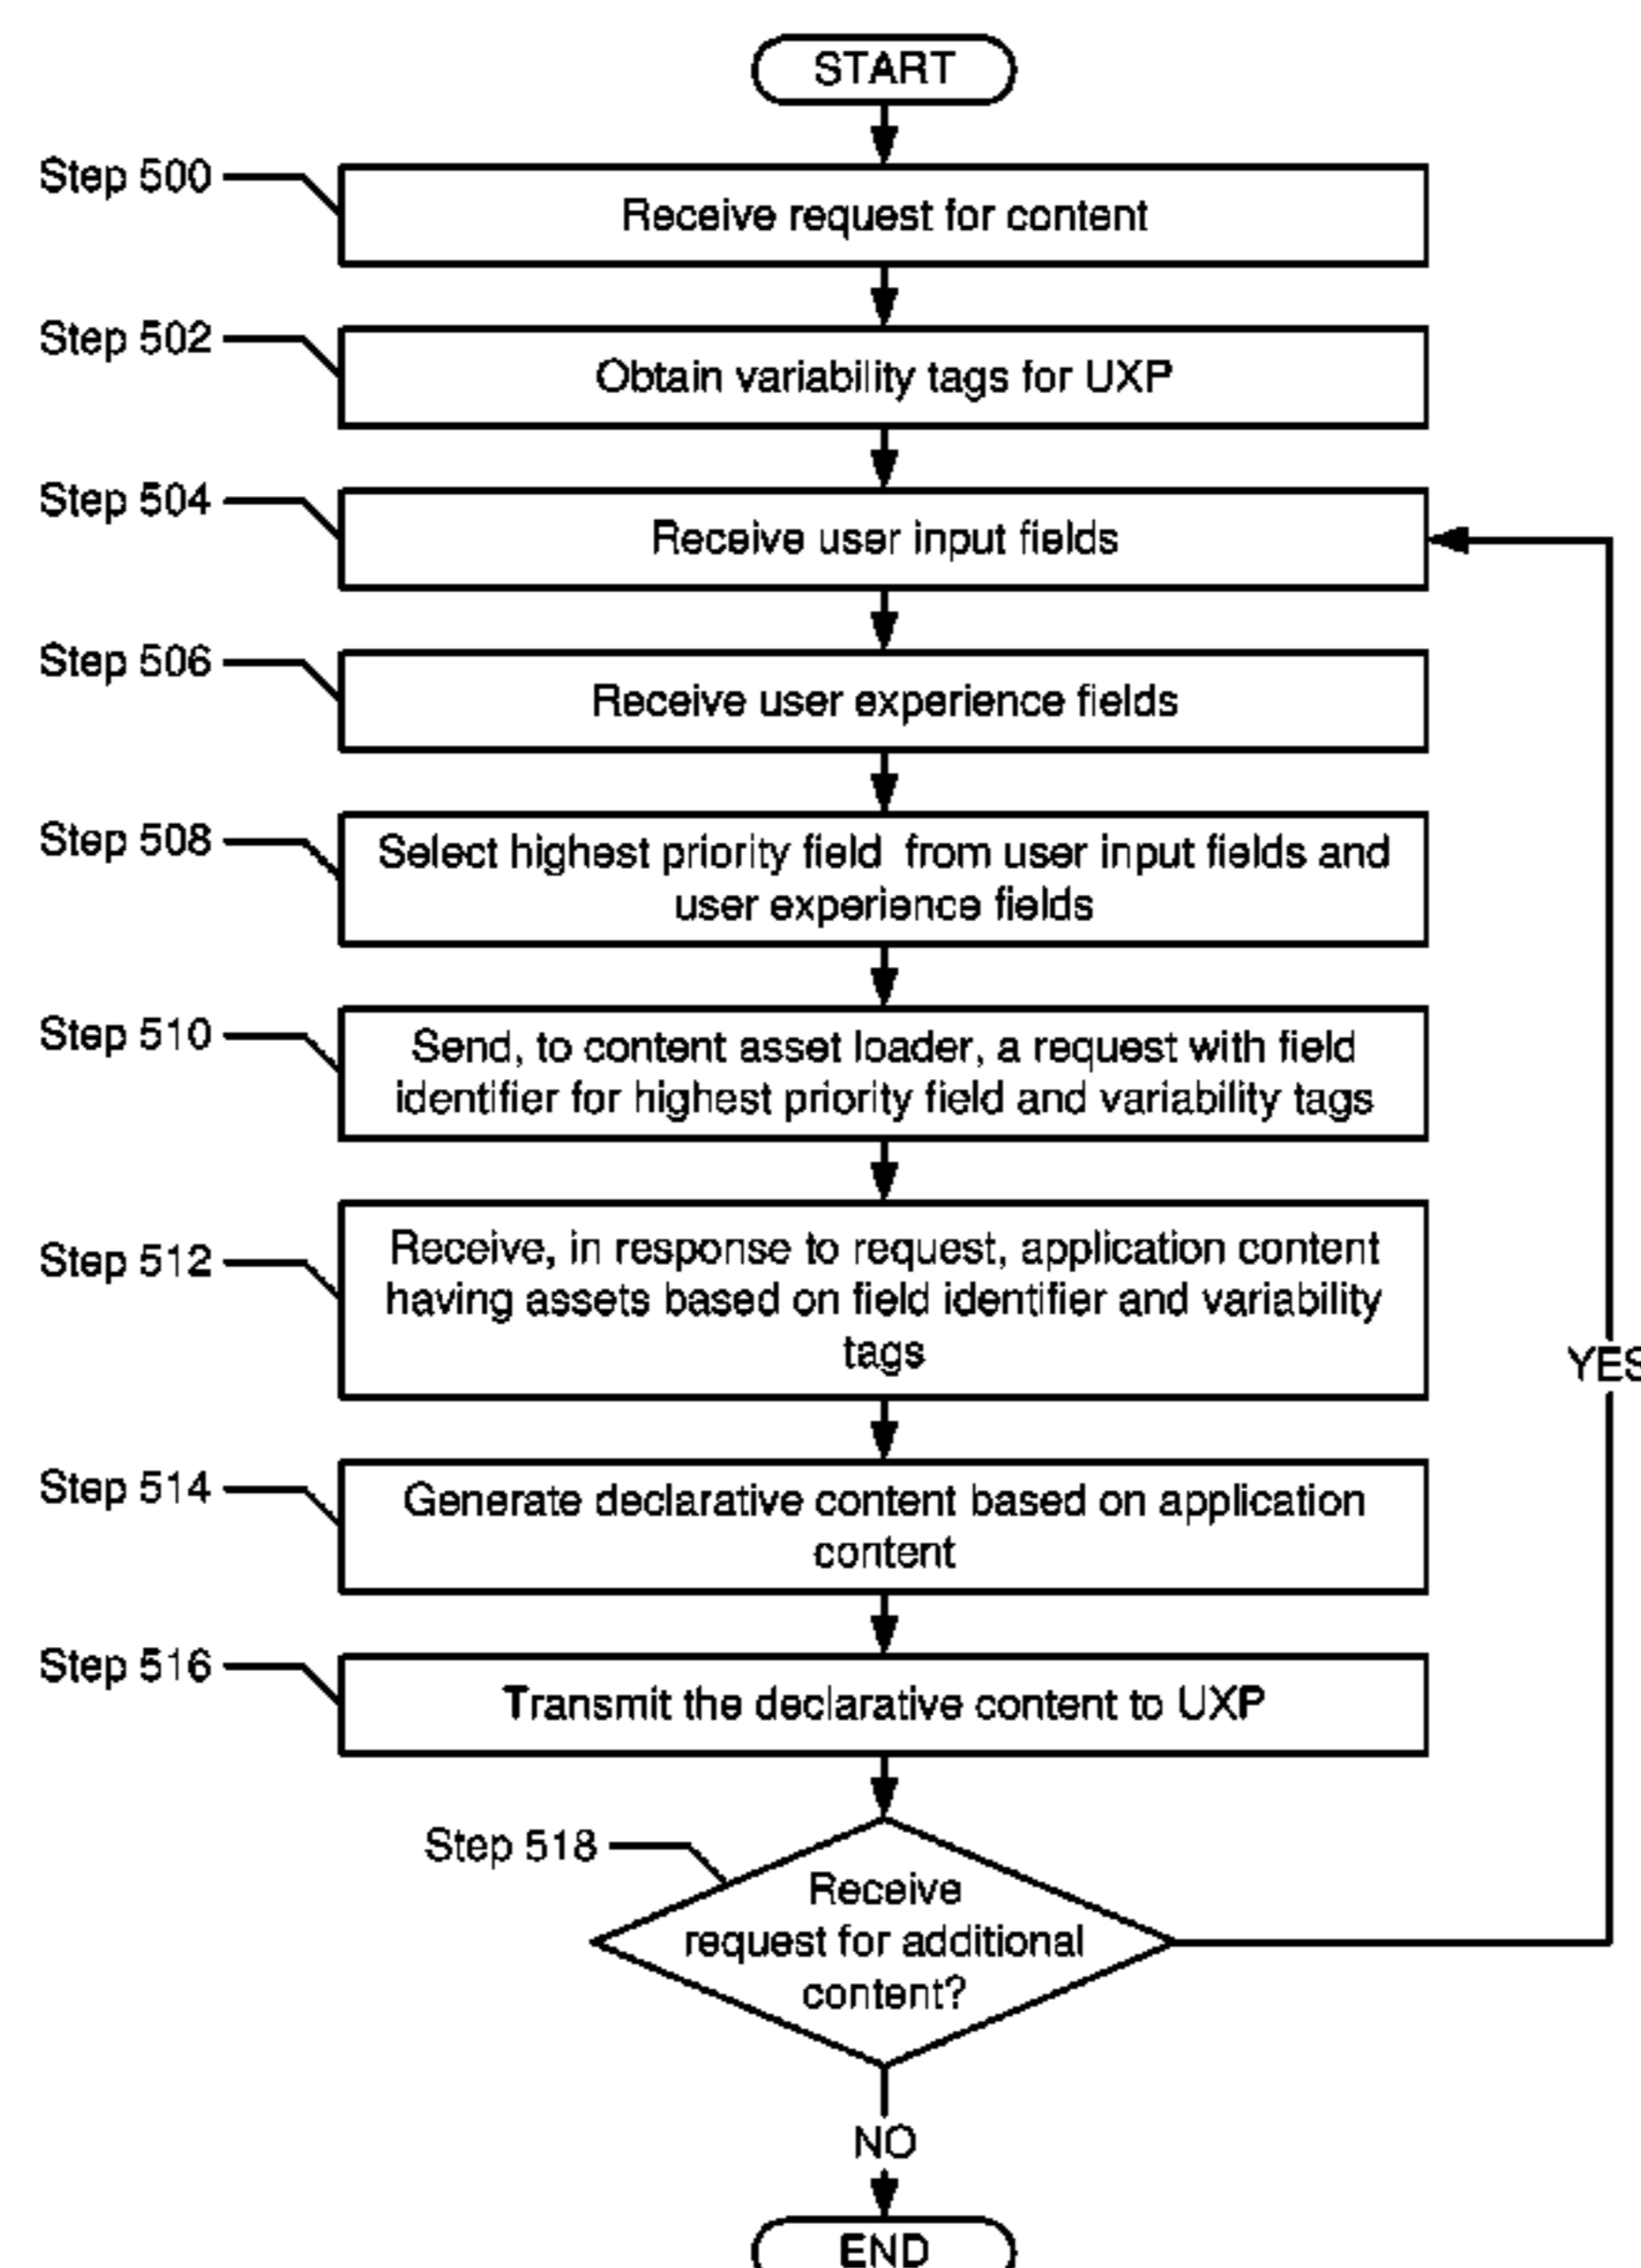 START
Step 500
Receive request for content
Step 502
Obtain variability tags for UXP
Step 504
Receive user input fields
Step 506
Receive user experience fields
Step 508
Select highest priority field from user input fields and
user experience fields
Step 510
Send, to content asset loader, a request with field
identifier for highest priority field and variability tags
Step 512
Receive, in response to request, application content
having assets based on field identifier and variability
tags
YES
Step 514
Generate declarative content based on application
content
Step 516
Transmit the declarative content to UXP
Step 518
Receive
request for additional
content?
NO
END